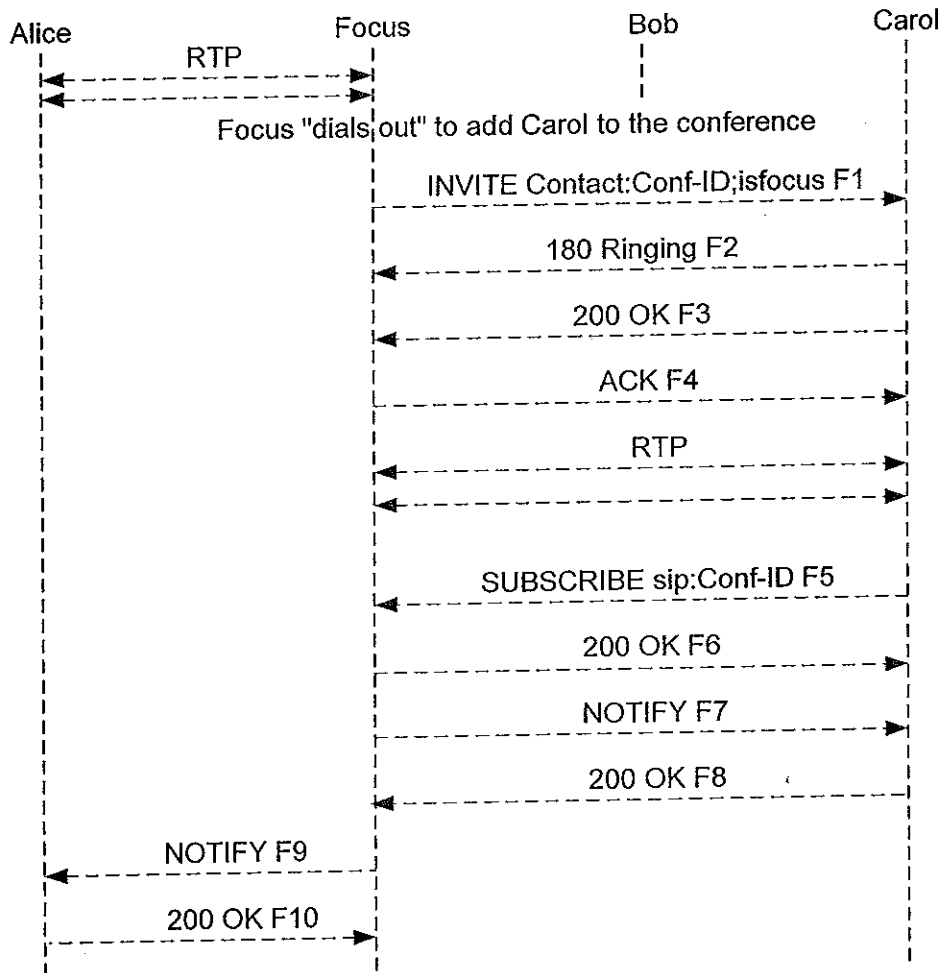 Alice Focus Bob Carol
RTP
Focus "dials out" to add Carol to the conference
INVITE Contact:Conf-ID;isfocus F1
180 Ringing F2
200 OK F3
ACK F4
RTP
SUBSCRIBE sip:Conf-ID F5
200 OK F6
NOTIFY F7
200 OK F8
NOTIFY F9
200 OK F10